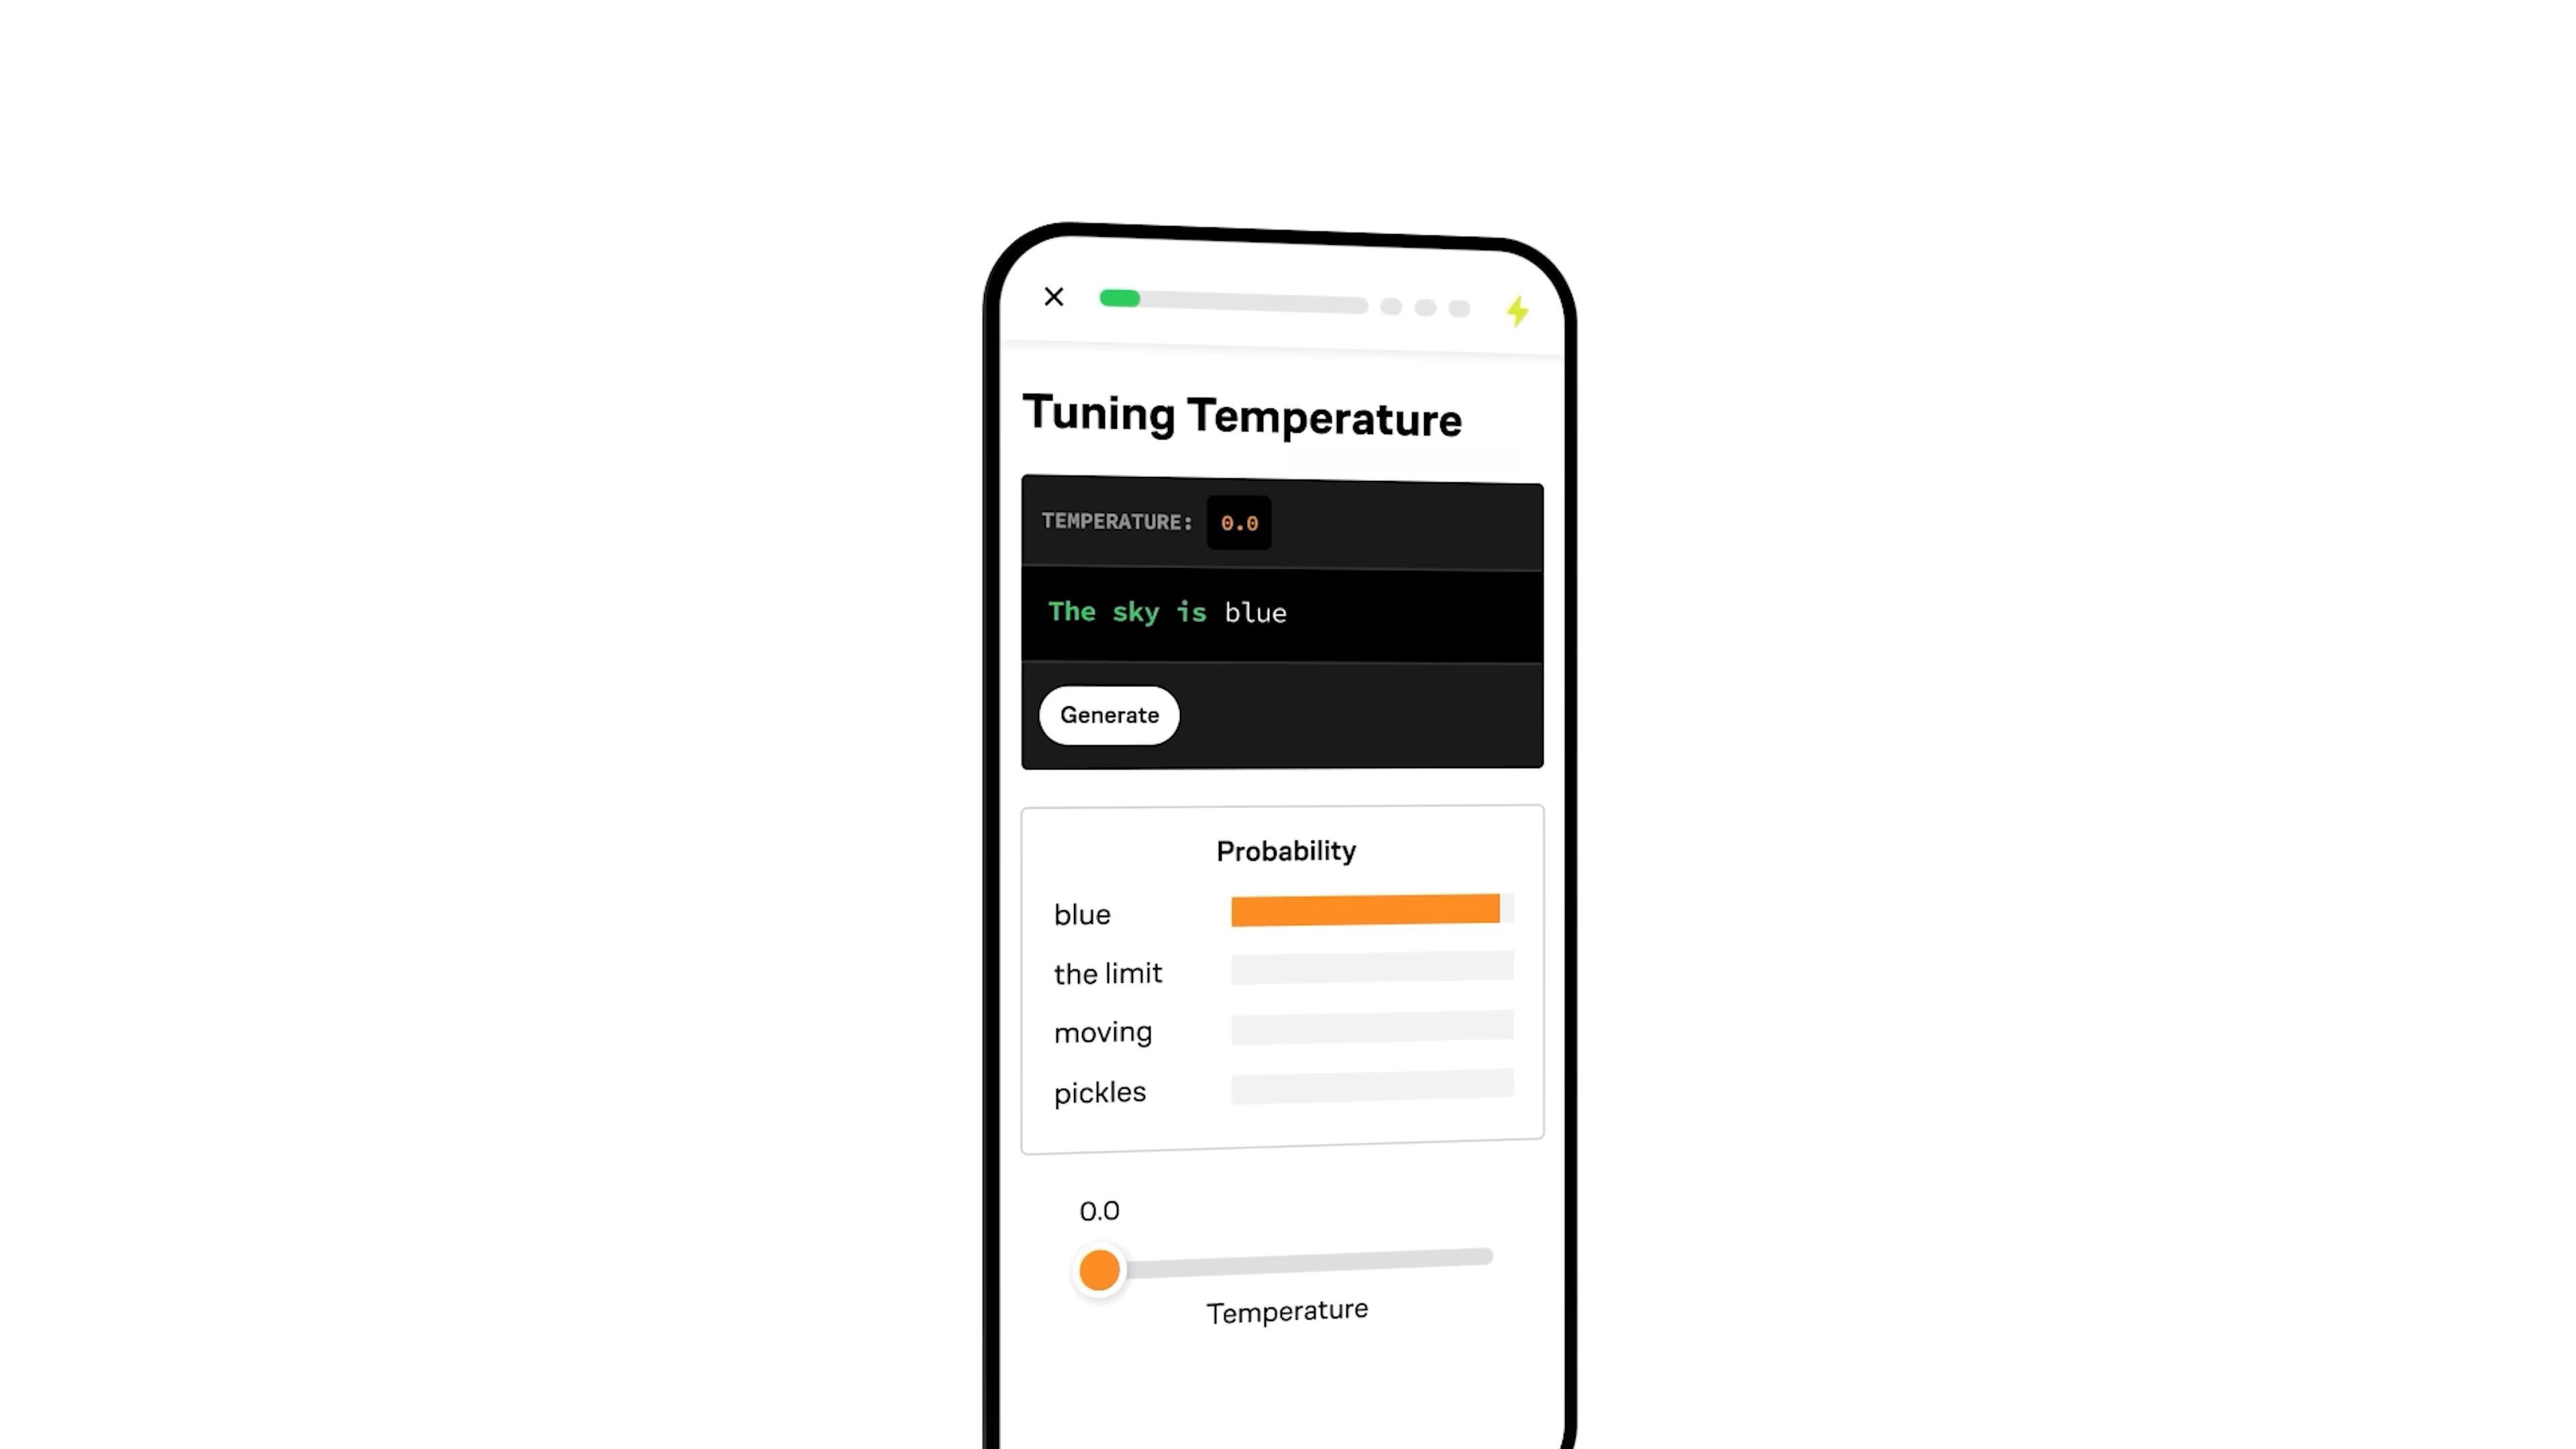 Tuning Temperature
TEMPERATURE: 0.0
The sky is blue
Generate
Probability
blue
the limit
moving
pickles
0.0
Temperature